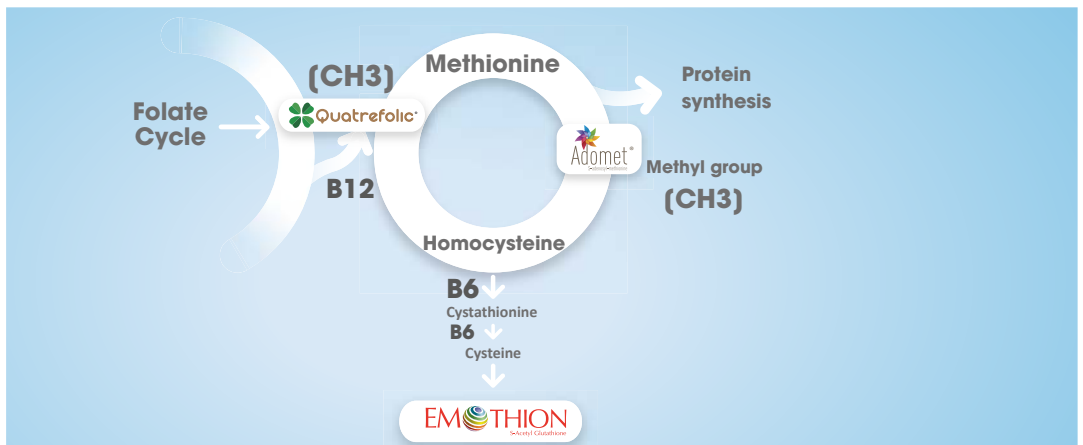 Folate
Cycle
(CH3)
Quatrefolic®
B12
Methionine
Protein
synthesis
Adomet®
Methyl group
(CH3)
Homocysteine
B6
Cystathionine
B6
Cysteine
EMOTHION
S-Acetyl Glutathione